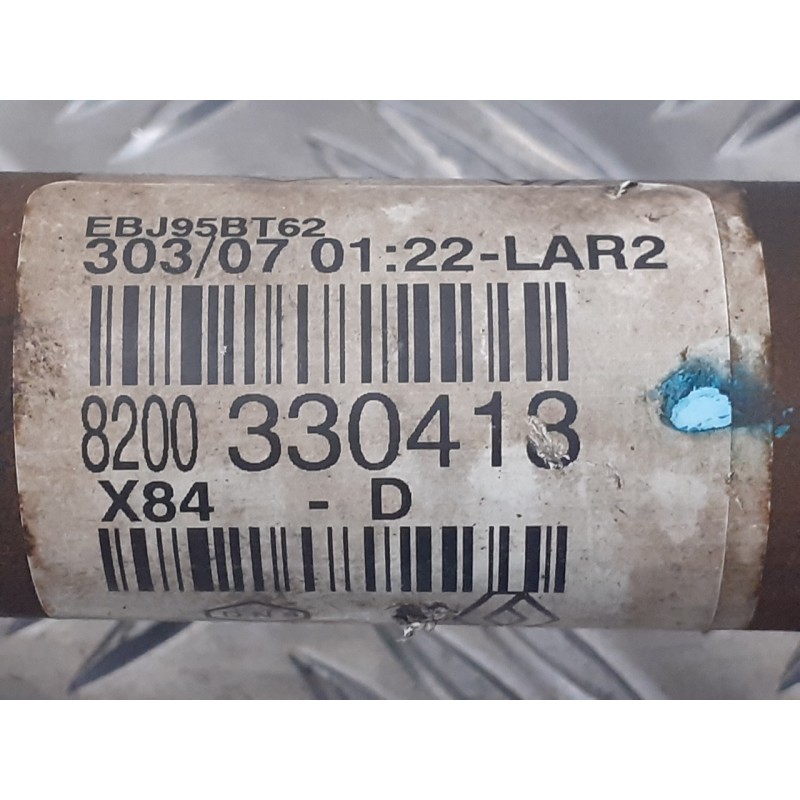 EBJ95BT62
303/07 01:22-LAR2
8200 330413
X84 - D